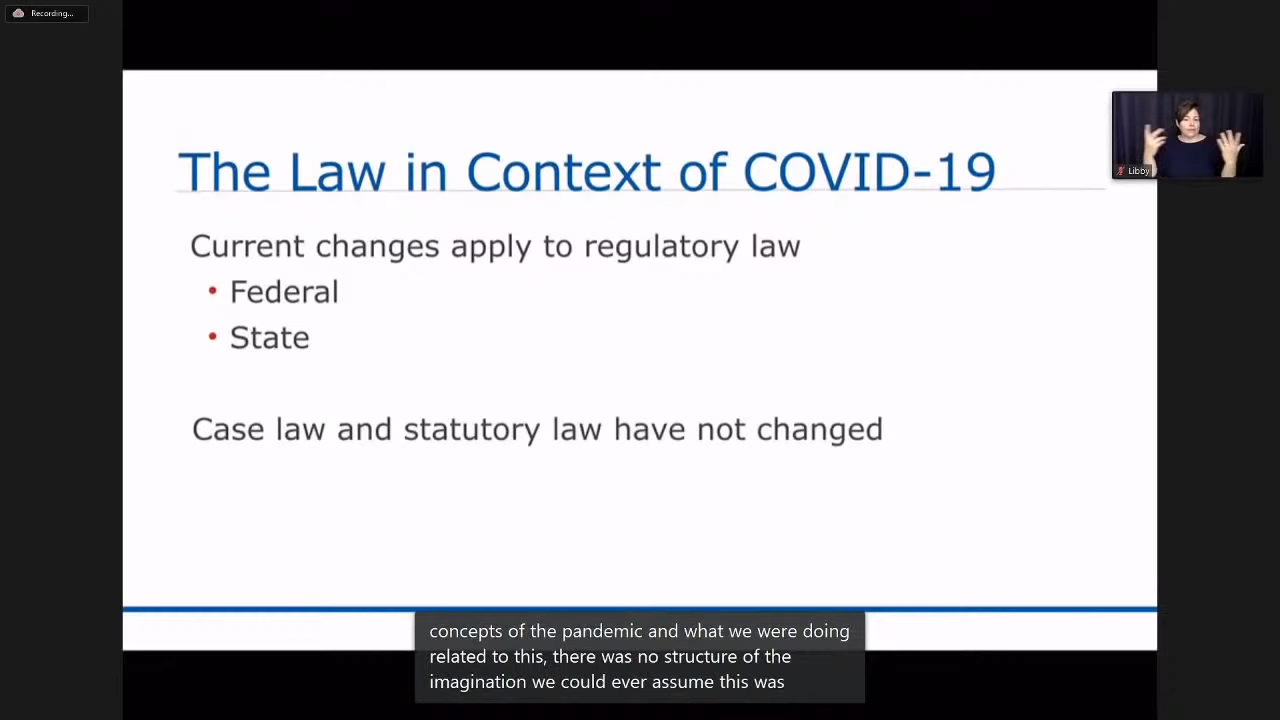 Recording...
The Law in Context of COVID-19
Libby
Current changes apply to regulatory law
• Federal
• State
Case law and statutory law have not changed
concepts of the pandemic and what we were doing
related to this, there was no structure of the
imagination we could ever assume this was